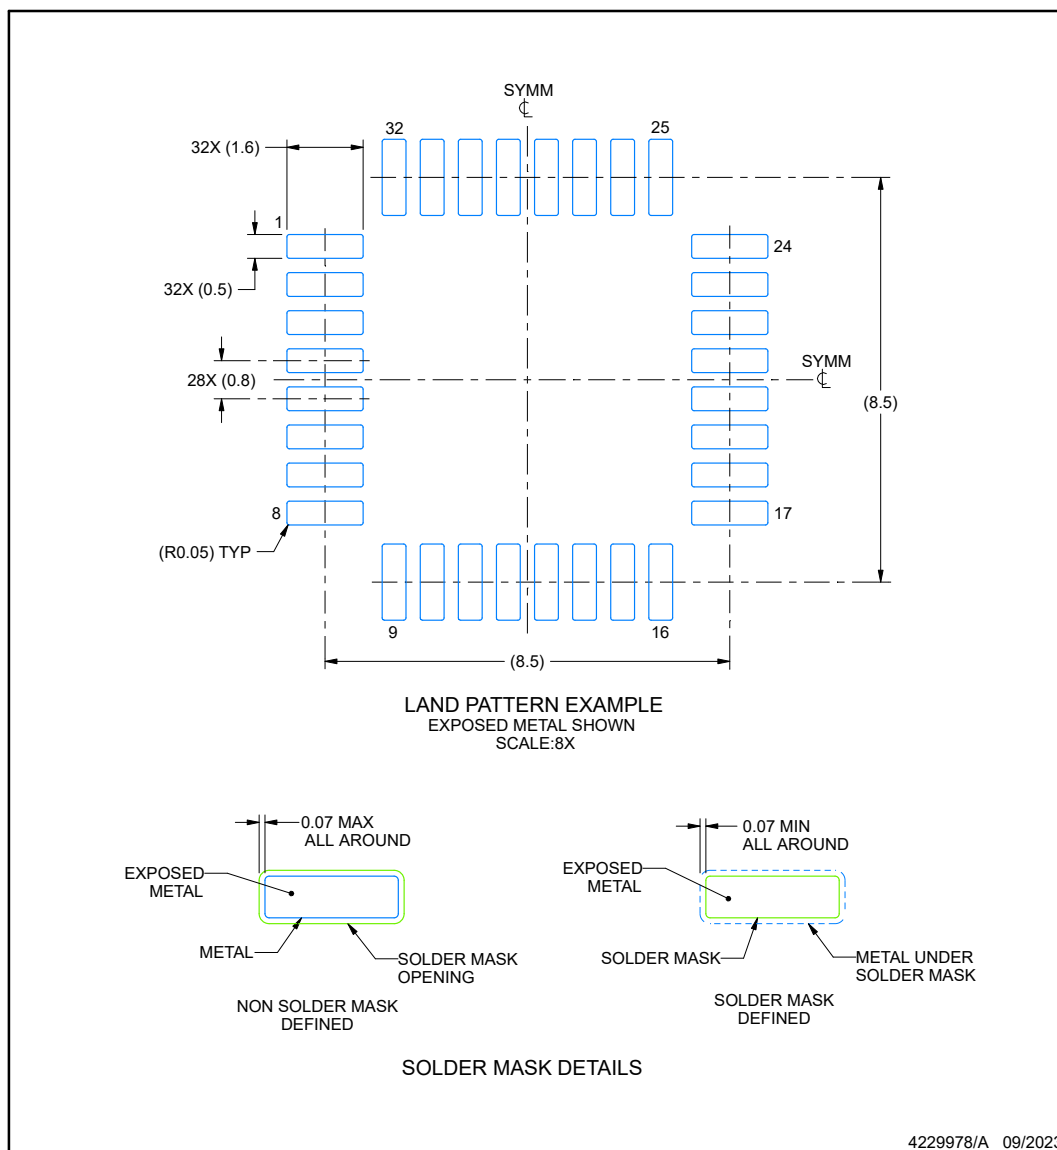 SYMM
℄
32
25
32X (1.6)
1
24
32X (0.5)
SYMM
℄
28X (0.8)
(8.5)
8
17
(R0.05) TYP
9
16
(8.5)
LAND PATTERN EXAMPLE
EXPOSED METAL SHOWN
SCALE:8X
0.07 MAX
ALL AROUND
EXPOSED
METAL
METAL
SOLDER MASK
OPENING
NON SOLDER MASK
DEFINED
0.07 MIN
ALL AROUND
EXPOSED
METAL
SOLDER MASK
METAL UNDER
SOLDER MASK
SOLDER MASK
DEFINED
SOLDER MASK DETAILS
4229978/A 09/2023